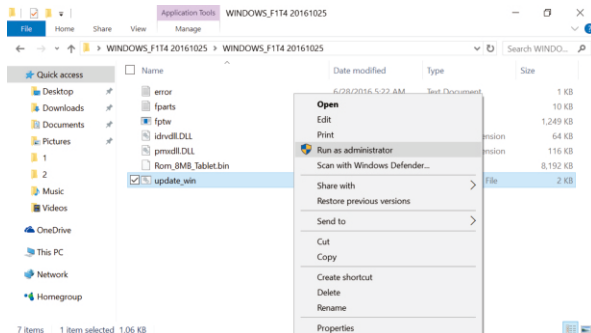 Application Tools WINDOWS_F1T4 20161025
File Home Share View Manage
WINDOWS_F1T4 20161025 > WINDOWS_F1T4 20161025
Search WINDO...
Quick access
Desktop
Downloads
Documents
Pictures
1
2
Music
Videos
OneDrive
This PC
Network
Homegroup
Name Date modified Type Size
error 6/28/2016 5:22 AM Text Document 1 KB
fparts 10 KB
fptw 1,249 KB
idrvdll.DLL ension 64 KB
pmxdll.DLL ension 116 KB
Rom_8MB_Tablet.bin 8,192 KB
update_win File 2 KB
Open
Edit
Print
Run as administrator
Scan with Windows Defender...
Share with
Restore previous versions
Send to
Cut
Copy
Create shortcut
Delete
Rename
Properties
7 items 1 item selected 1.06 KB